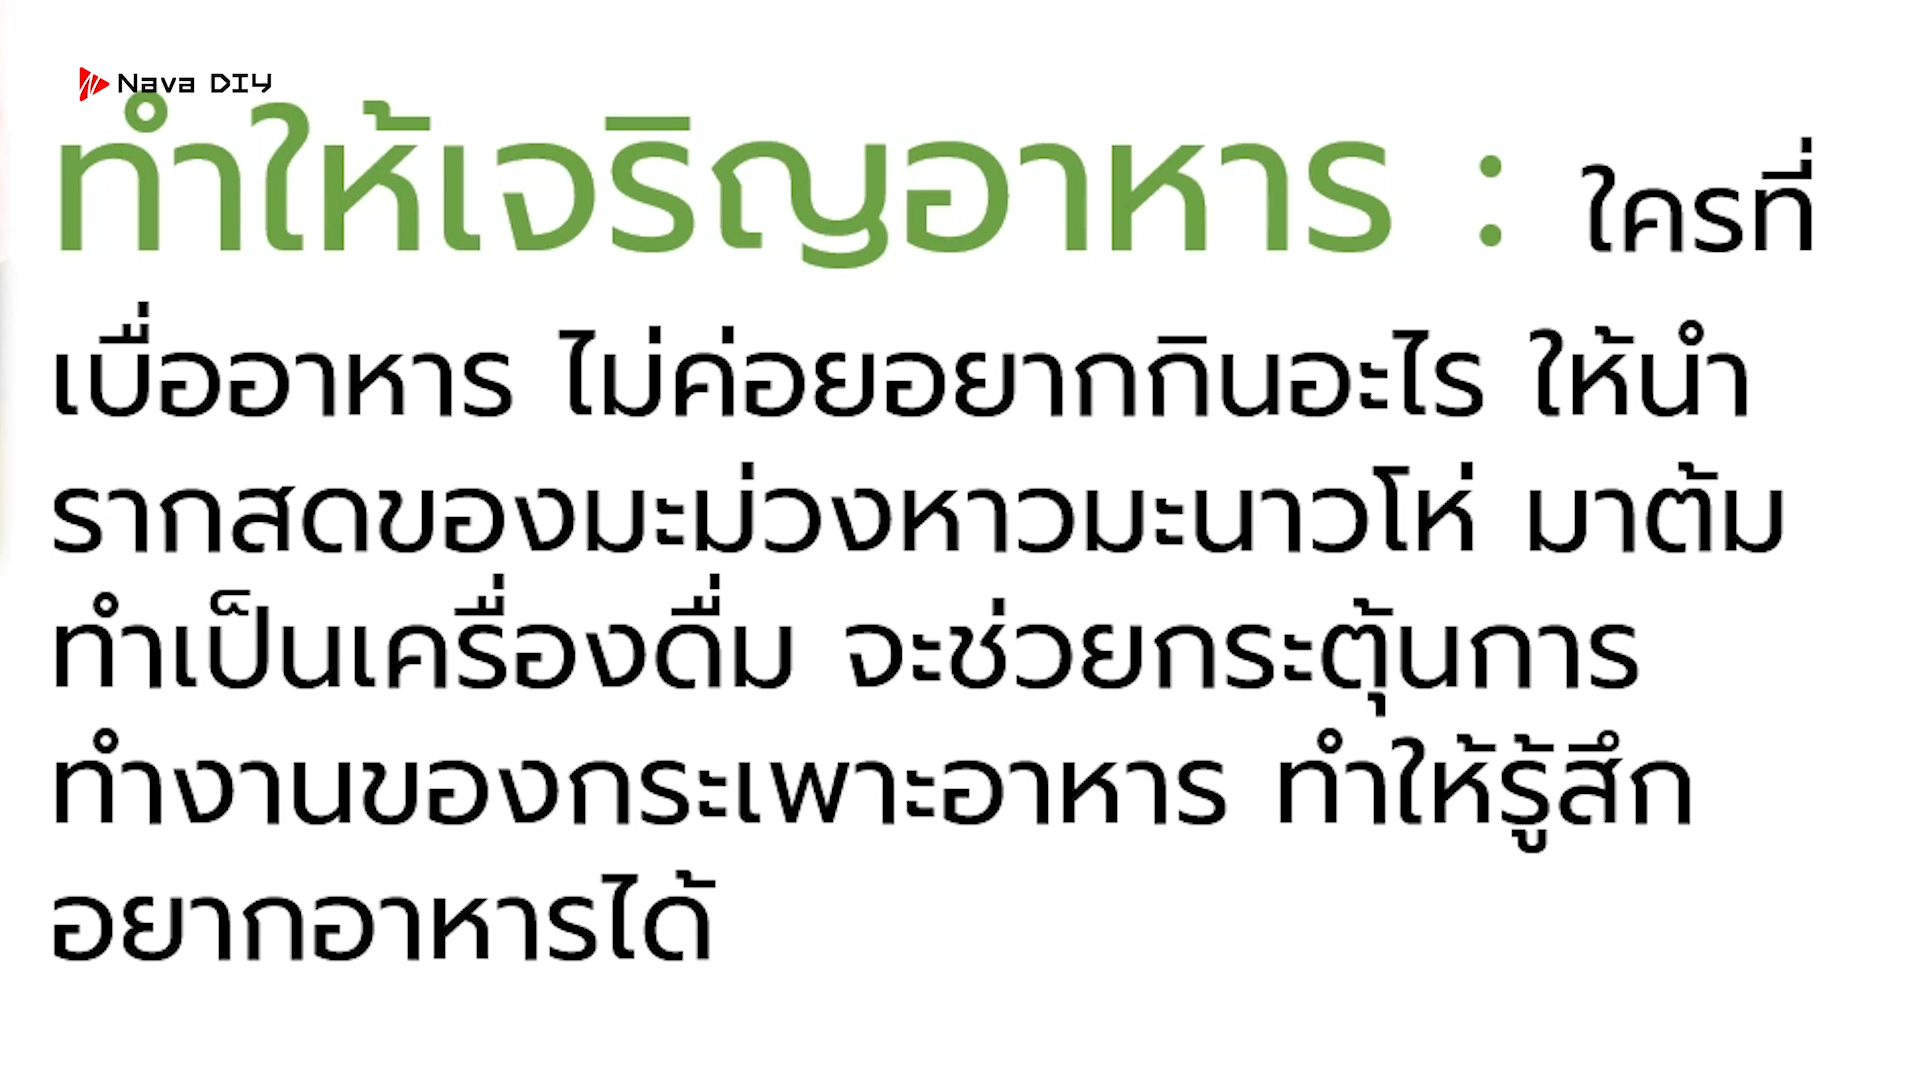 Nava DIY
ทำให้เจริญอาหาร : ใครที่
เบื่ออาหาร ไม่ค่อยอยากกินอะไร ให้นำ
รากสดของมะม่วงหาวมะนาวโห่ มาต้ม
ทำเป็นเครื่องดื่ม จะช่วยกระตุ้นการ
ทำงานของกระเพาะอาหาร ทำให้รู้สึก
อยากอาหารได้